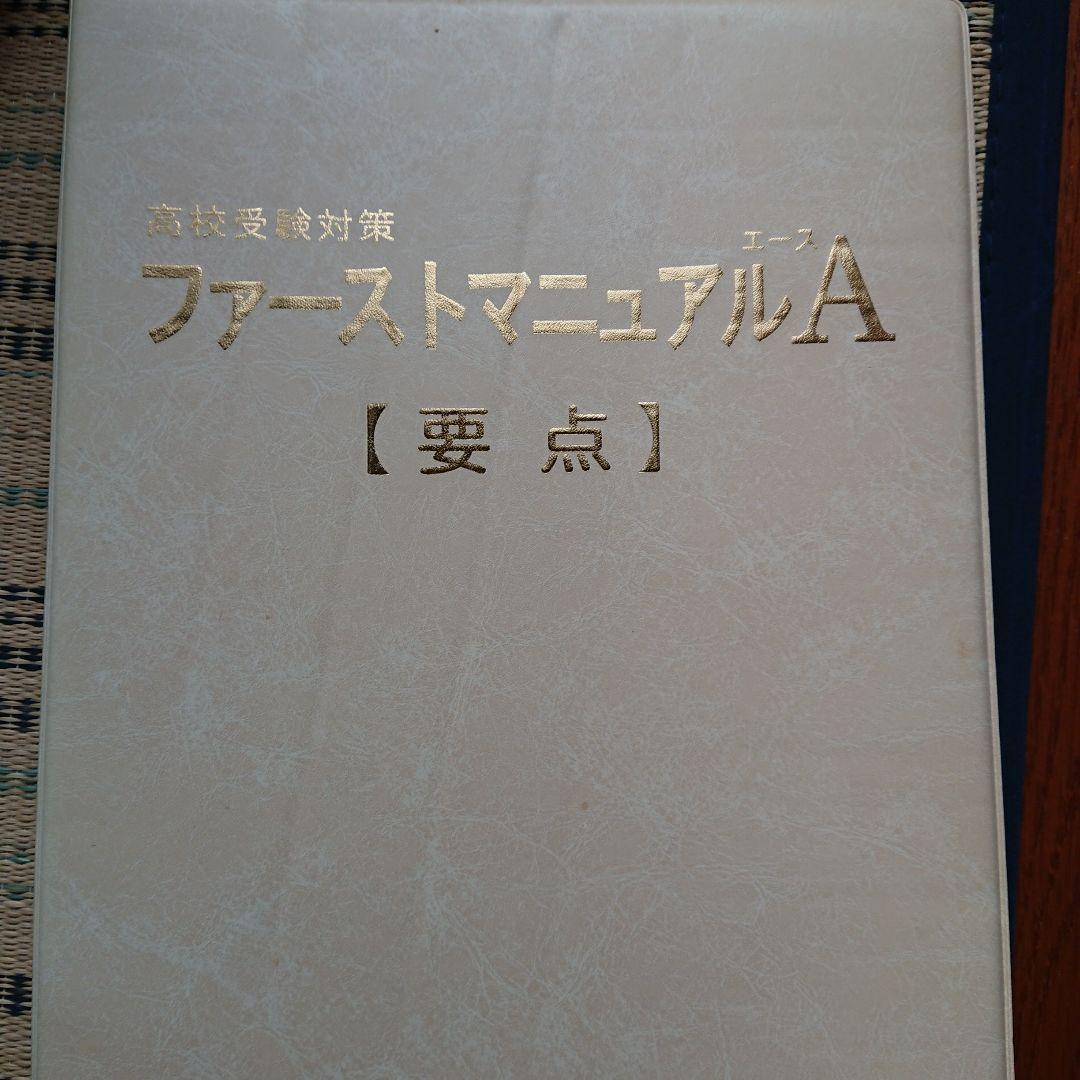 高校受験対策
エース
ファーストマニュアルA
【要点】